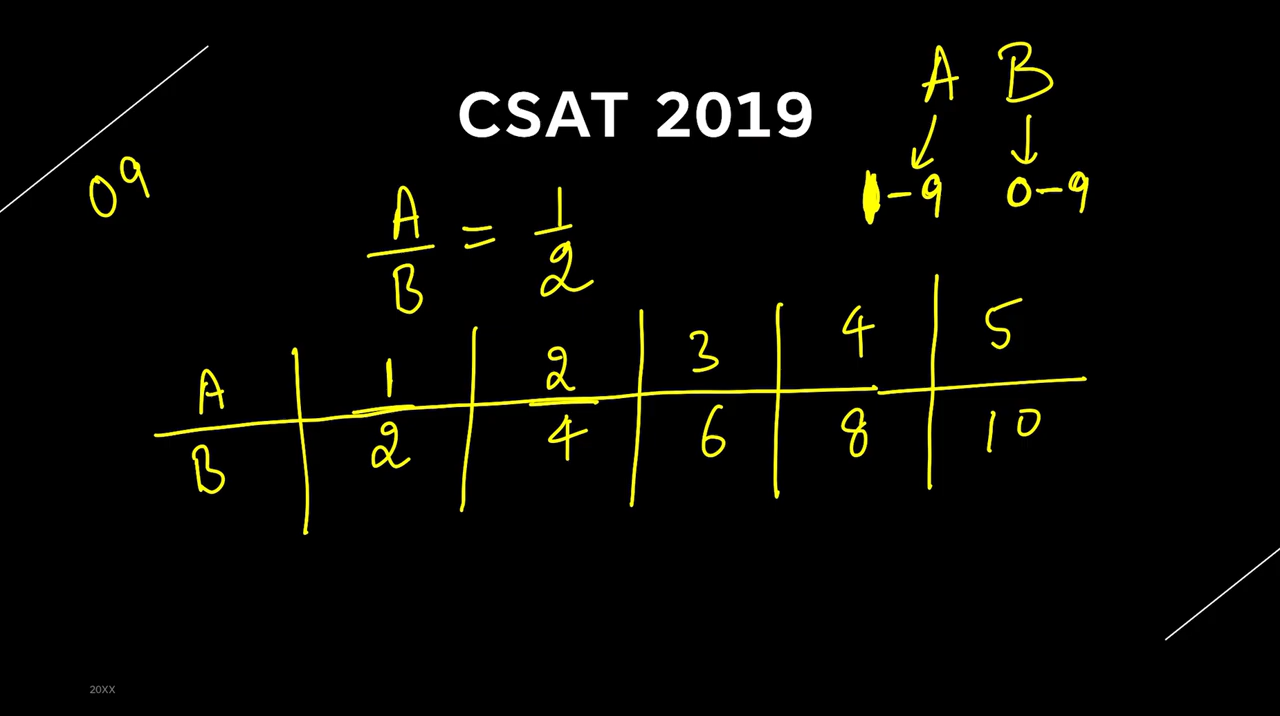 A B
CSAT 2019
09
1-9 0-9
A/B = 1/2
A 1 2 3 4 5
B 2 4 6 8 10
20XX